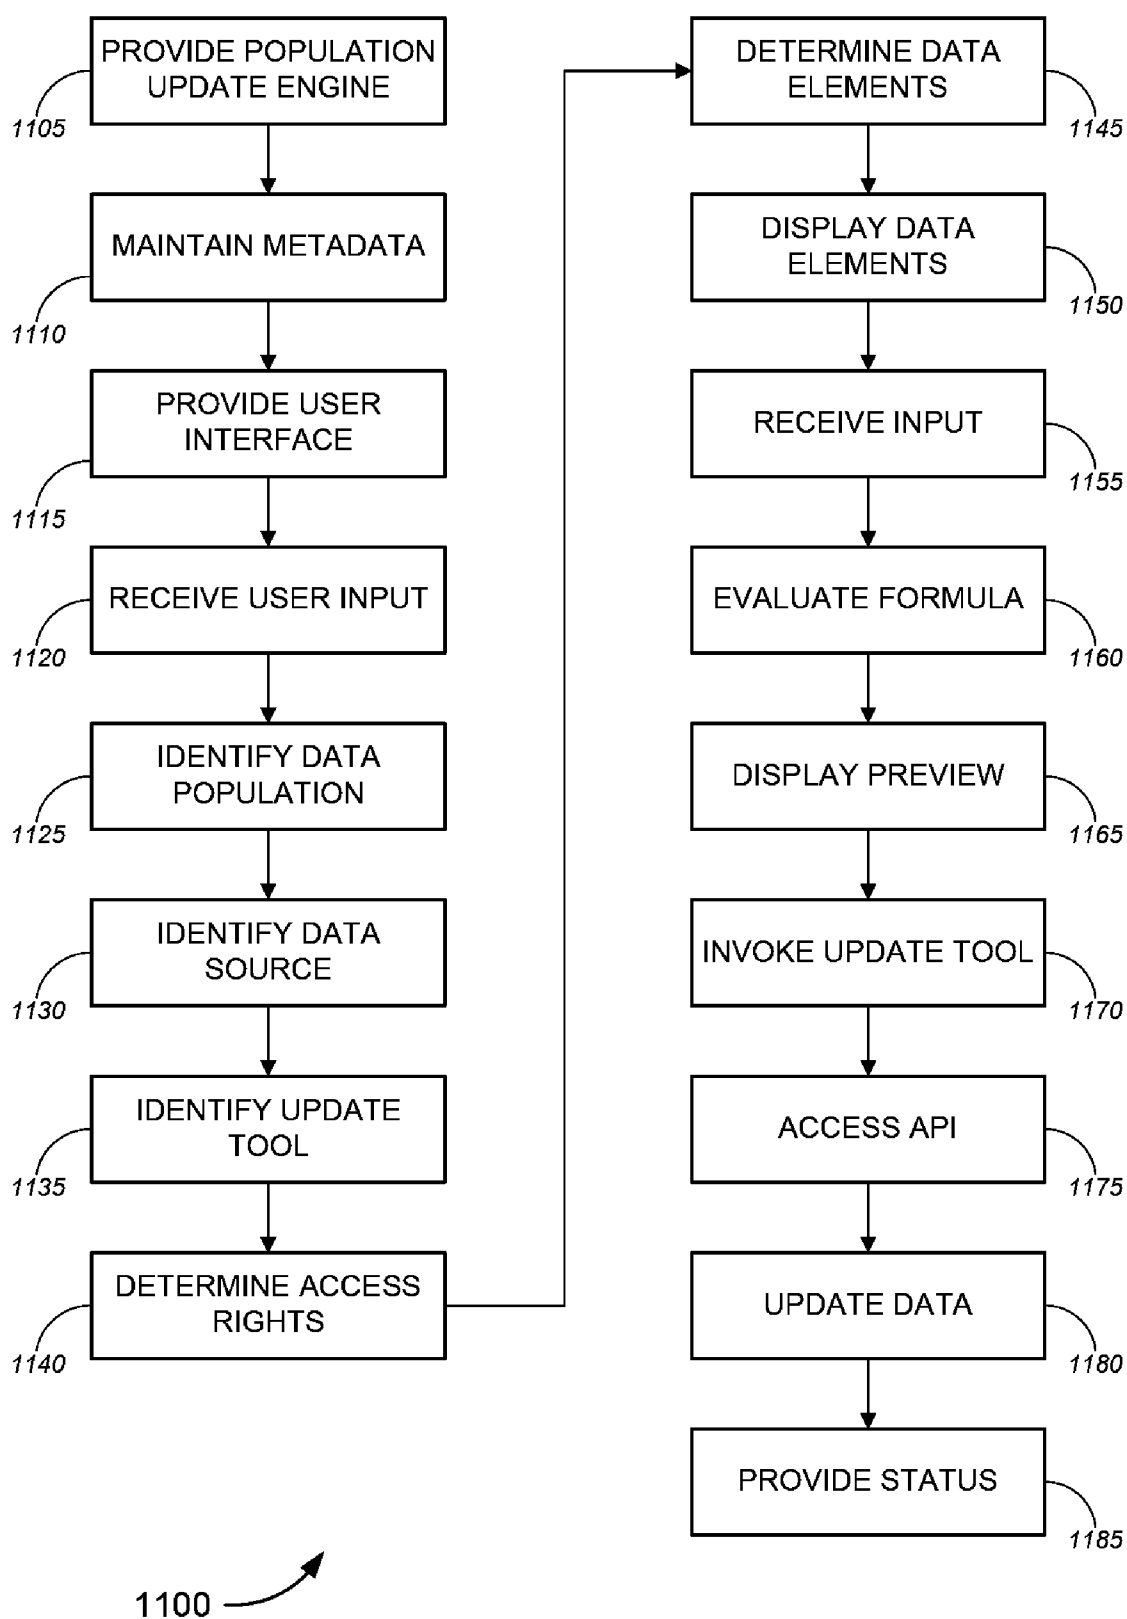 PROVIDE POPULATION
UPDATE ENGINE
1105
MAINTAIN METADATA
1110
PROVIDE USER
INTERFACE
1115
RECEIVE USER INPUT
1120
IDENTIFY DATA
POPULATION
1125
IDENTIFY DATA
SOURCE
1130
IDENTIFY UPDATE
TOOL
1135
DETERMINE ACCESS
RIGHTS
1140
DETERMINE DATA
ELEMENTS
1145
DISPLAY DATA
ELEMENTS
1150
RECEIVE INPUT
1155
EVALUATE FORMULA
1160
DISPLAY PREVIEW
1165
INVOKE UPDATE TOOL
1170
ACCESS API
1175
UPDATE DATA
1180
PROVIDE STATUS
1185
1100